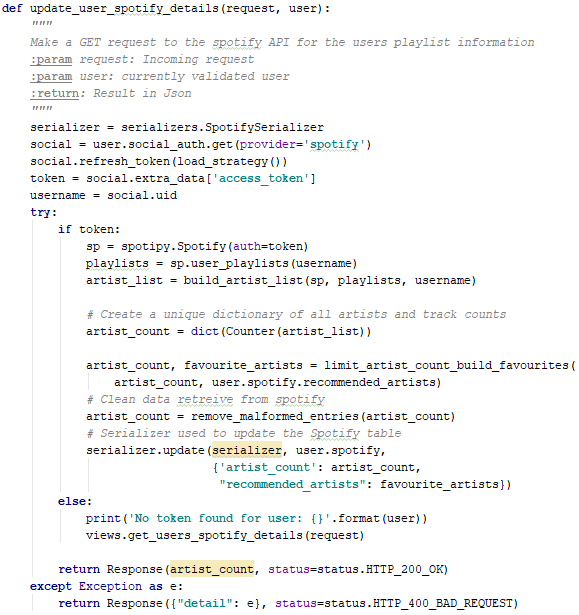 def update_user_spotify_details(request, user):
    """
    Make a GET request to the spotify API for the users playlist information
    :param request: Incoming request
    :param user: currently validated user
    :return: Result in Json
    """
    serializer = serializers.SpotifySerializer
    social = user.social_auth.get(provider='spotify')
    social.refresh_token(load_strategy())
    token = social.extra_data['access_token']
    username = social.uid
    try:
        if token:
            sp = spotipy.Spotify(auth=token)
            playlists = sp.user_playlists(username)
            artist_list = build_artist_list(sp, playlists, username)

            # Create a unique dictionary of all artists and track counts
            artist_count = dict(Counter(artist_list))

            artist_count, favourite_artists = limit_artist_count_build_favourites(
                artist_count, user.spotify.recommended_artists)
            # Clean data retreive from spotify
            artist_count = remove_malformed_entries(artist_count)
            # Serializer used to update the Spotify table
            serializer.update(serializer, user.spotify,
                              {'artist_count': artist_count,
                               "recommended_artists": favourite_artists})
        else:
            print('No token found for user: {}'.format(user))
            views.get_users_spotify_details(request)

        return Response(artist_count, status=status.HTTP_200_OK)
    except Exception as e:
        return Response({"detail": e}, status=status.HTTP_400_BAD_REQUEST)